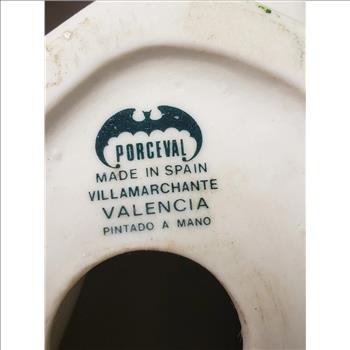 PORCEVAL
MADE IN SPAIN
VILLAMARCHANTE
VALENCIA
PINTADO A MANO